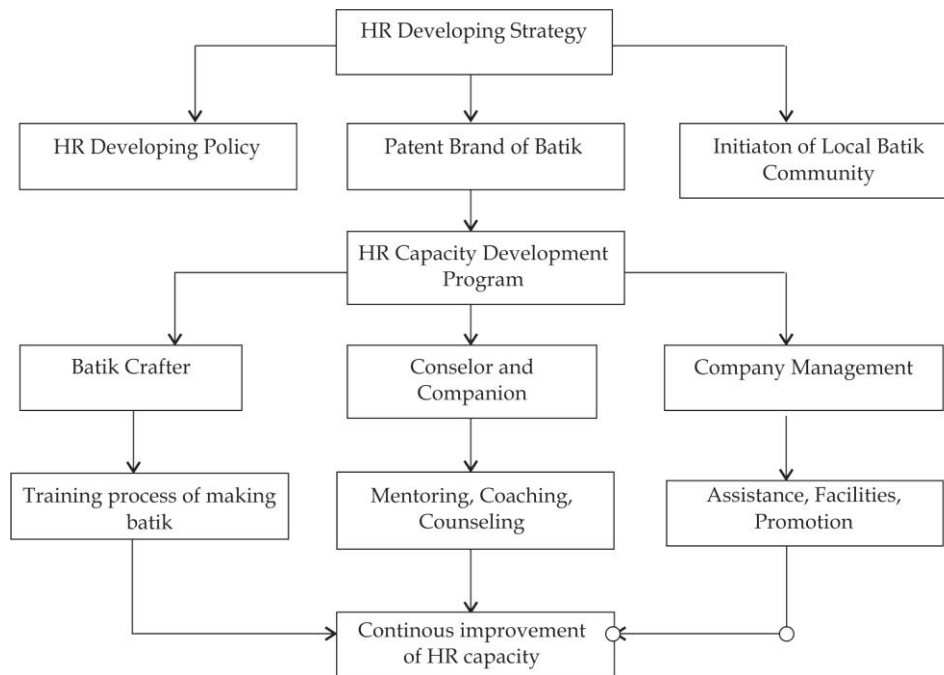 HR Developing Strategy
HR Developing Policy
Patent Brand of Batik
Initiaton of Local Batik
Community
HR Capacity Development
Program
Batik Crafter
Conselor and
Companion
Company Management
Training process of making
batik
Mentoring, Coaching,
Counseling
Assistance, Facilities,
Promotion
Continous improvement
of HR capacity